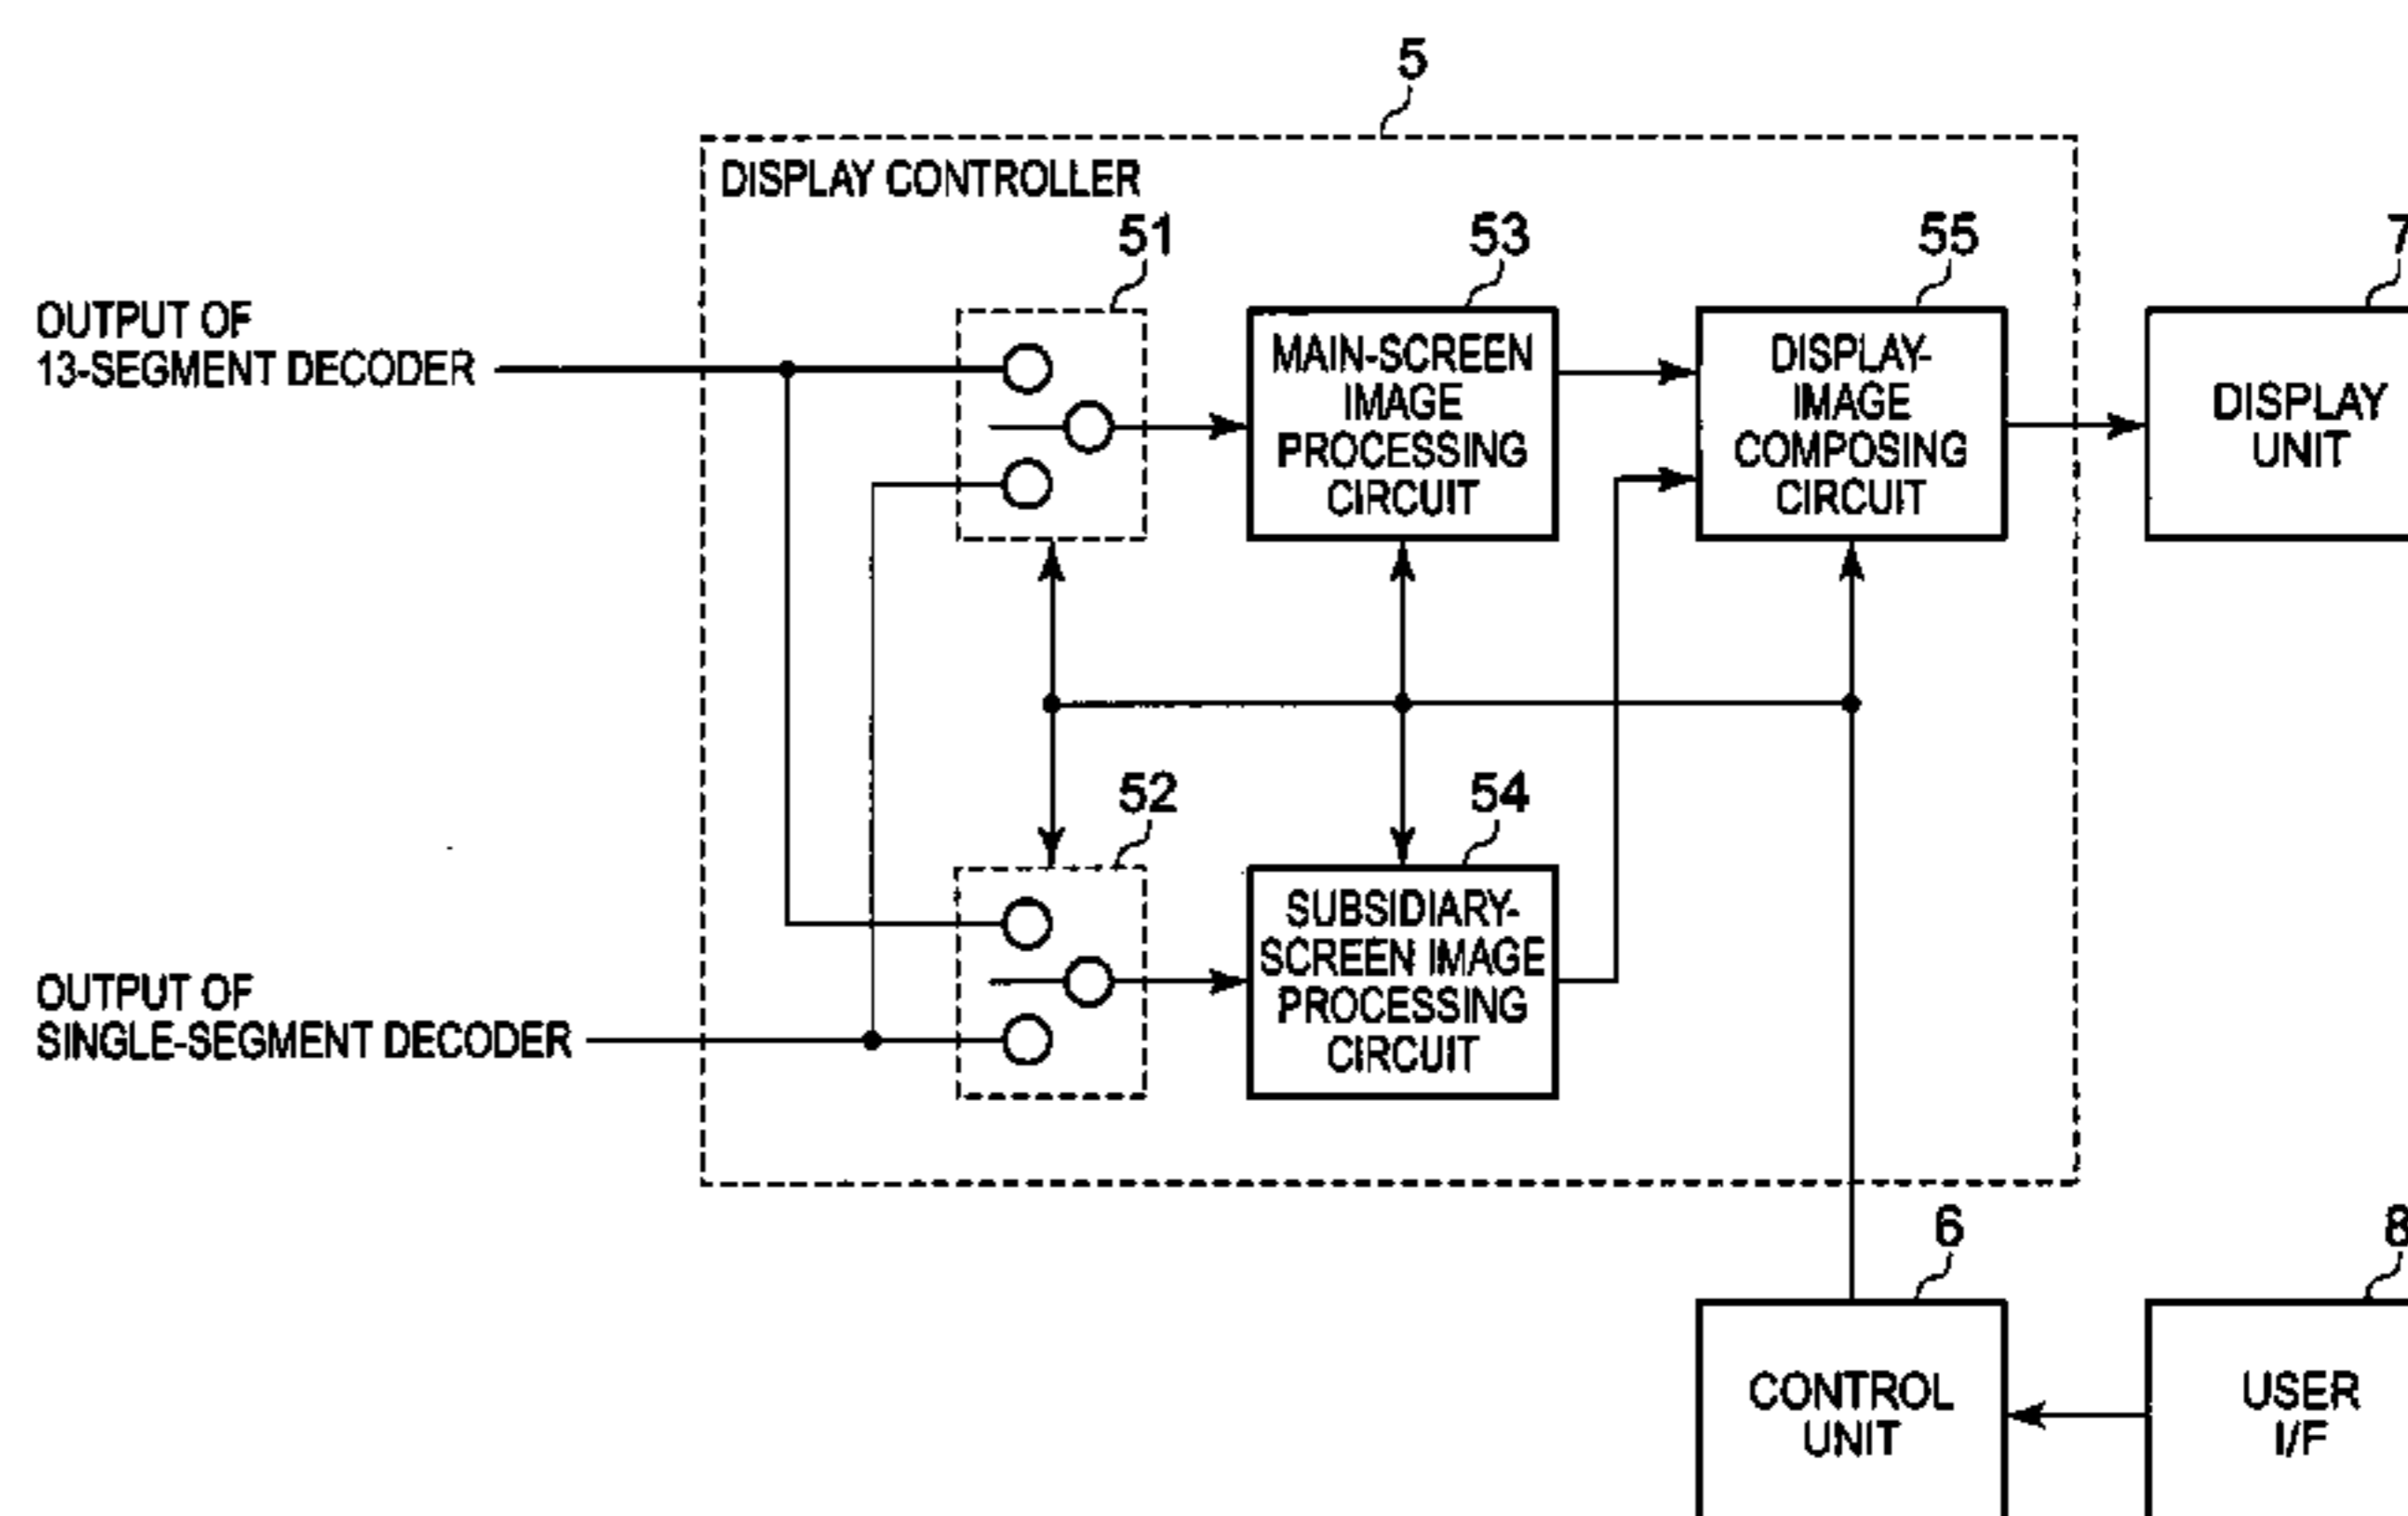 5
DISPLAY CONTROLLER
51
53
55
7
OUTPUT OF
13-SEGMENT DECODER
MAIN-SCREEN
IMAGE
PROCESSING
CIRCUIT
DISPLAY-
IMAGE
COMPOSING
CIRCUIT
DISPLAY
UNIT
52
54
OUTPUT OF
SINGLE-SEGMENT DECODER
SUBSIDIARY-
SCREEN IMAGE
PROCESSING
CIRCUIT
6
8
CONTROL
UNIT
USER
I/F